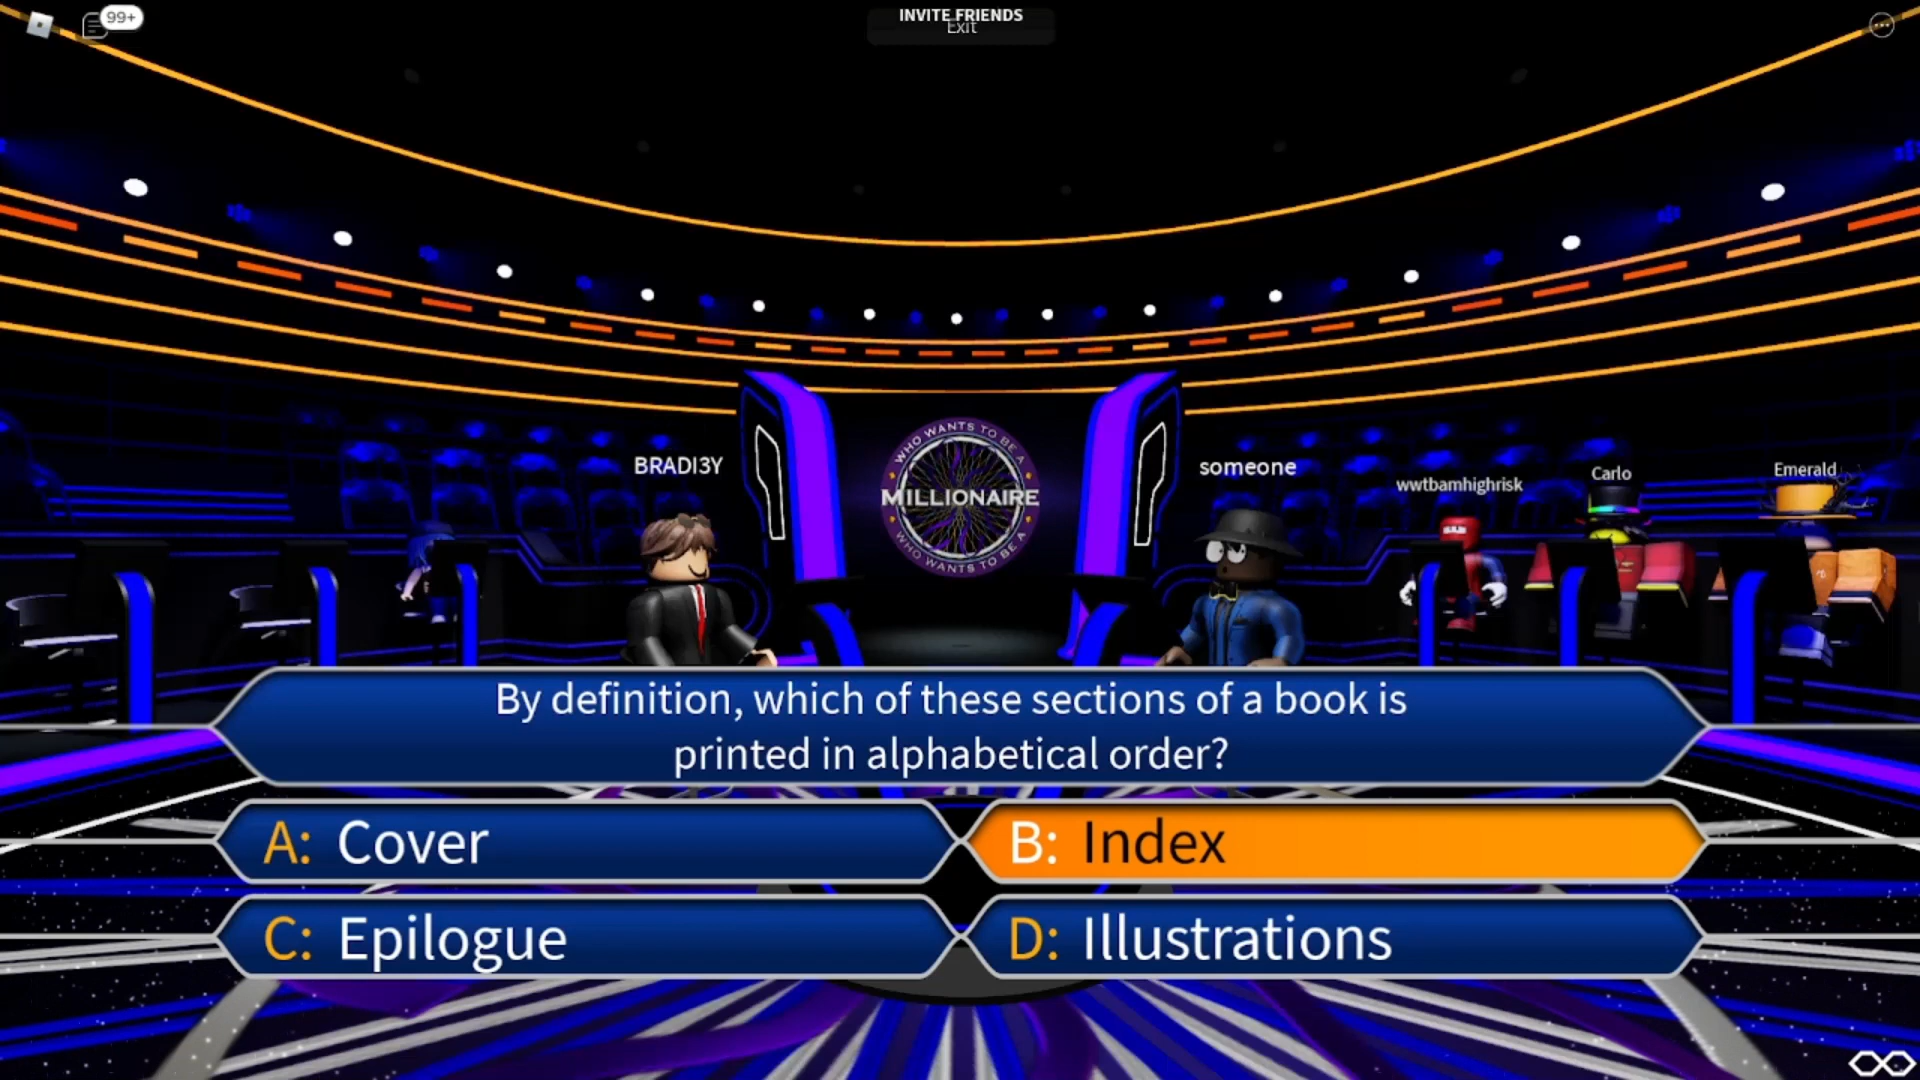 99+
INVITE FRIENDS
Exit
BRADI3Y
someone
wwtbamhighrisk
Carlo
Emerald
WHO WANTS TO BE A
MILLIONAIRE
WHO WANTS TO BE A
By definition, which of these sections of a book is
printed in alphabetical order?
A: Cover
B: Index
C: Epilogue
D: Illustrations